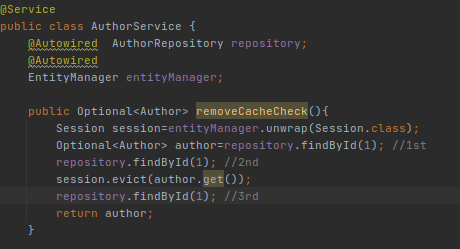 @Service
public class AuthorService {
@Autowired  AuthorRepository repository;
@Autowired
EntityManager entityManager;
public Optional<Author> removeCacheCheck(){
Session session=entityManager.unwrap(Session.class);
Optional<Author> author=repository.findById(1); //1st
repository.findById(1); //2nd
session.evict(author.get());
repository.findById(1); //3rd
return author;
}